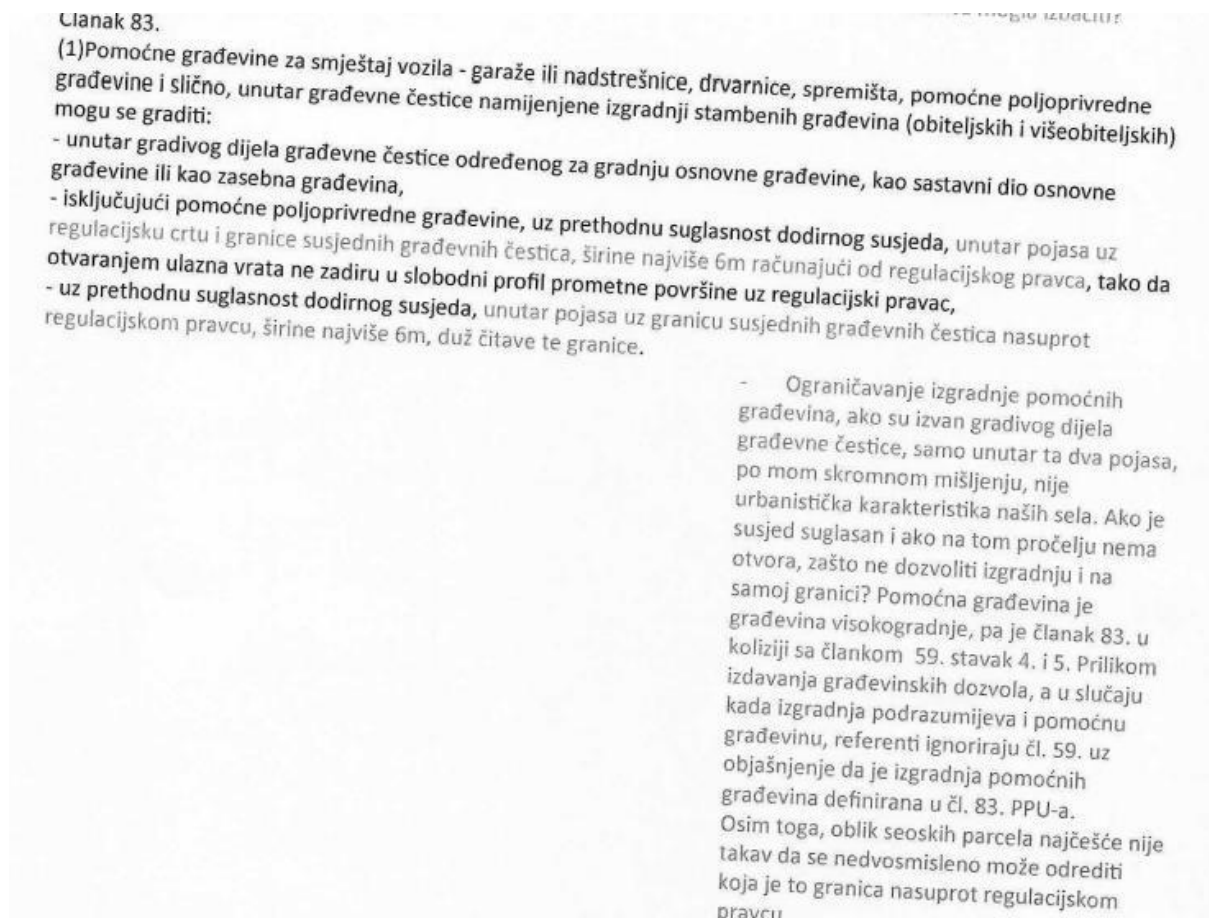 izbaciti?
Članak 83.
(1)Pomoćne građevine za smještaj vozila - garaže ili nadstrešnice, drvarnice, spremišta, pomoćne poljoprivredne
građevine i slično, unutar građevne čestice namijenjene izgradnji stambenih građevina (obiteljskih i višeobiteljskih)
mogu se graditi:
- unutar gradivog dijela građevne čestice određenog za gradnju osnovne građevine, kao sastavni dio osnovne
građevine ili kao zasebna građevina,
- isključujući pomoćne poljoprivredne građevine, uz prethodnu suglasnost dodirnog susjeda, unutar pojasa uz
regulacijsku crtu i granice susjednih građevnih čestica, širine najviše 6m računajući od regulacijskog pravca, tako da
otvaranjem ulazna vrata ne zadiru u slobodni profil prometne površine uz regulacijski pravac,
- uz prethodnu suglasnost dodirnog susjeda, unutar pojasa uz granicu susjednih građevnih čestica nasuprot
regulacijskom pravcu, širine najviše 6m, duž čitave te granice.
- Ograničavanje izgradnje pomoćnih
građevina, ako su izvan gradivog dijela
građevne čestice, samo unutar ta dva pojasa,
po mom skromnom mišljenju, nije
urbanistička karakteristika naših sela. Ako je
susjed suglasan i ako na tom pročelju nema
otvora, zašto ne dozvoliti izgradnju i na
samoj granici? Pomoćna građevina je
građevina visokogradnje, pa je članak 83. u
koliziji sa člankom 59. stavak 4. i 5. Prilikom
izdavanja građevinskih dozvola, a u slučaju
kada izgradnja podrazumijeva i pomoćnu
građevinu, referenti ignoriraju čl. 59. uz
objašnjenje da je izgradnja pomoćnih
građevina definirana u čl. 83. PPU-a.
Osim toga, oblik seoskih parcela najčešće nije
takav da se nedvosmisleno može odrediti
koja je to granica nasuprot regulacijskom
pravcu